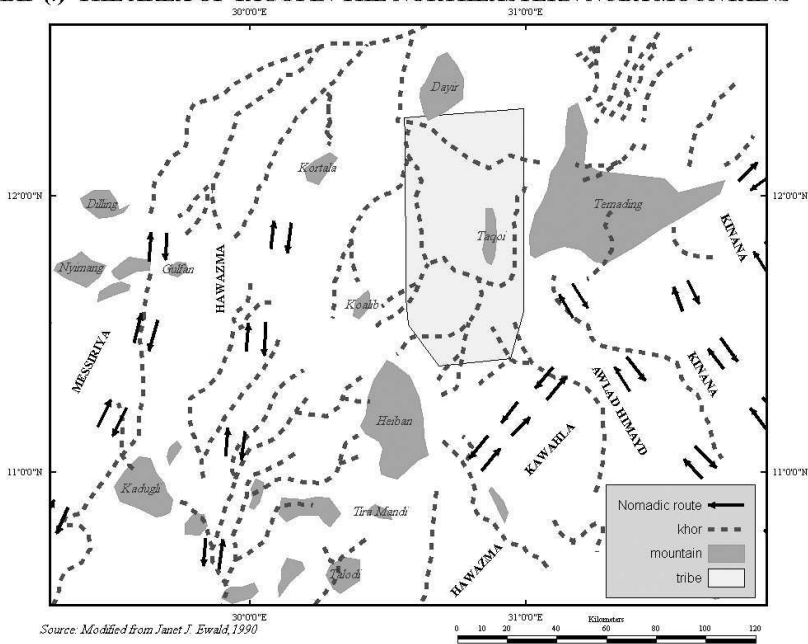 30°0'0"E 31°0'0"E
Dayir
Kortala
12°0'0"N 12°0'0"N
Dilling
Temading
KINANA
Taqoi
HAWAZMA
Nyimang
Gulfan
Koalib
MESSIRIYA
KINANA
AWLAD HIMAYD
Heiban
KAWAHLA
11°0'0"N 11°0'0"N
Kadugli
Nomadic route
Tira Mandi
khor
mountain
HAWAZMA
Talodi
tribe
30°0'0"E 31°0'0"E
Source: Modified from Janet J. Ewald, 1990
Kilometers
0 10 20 40 60 80 100 120